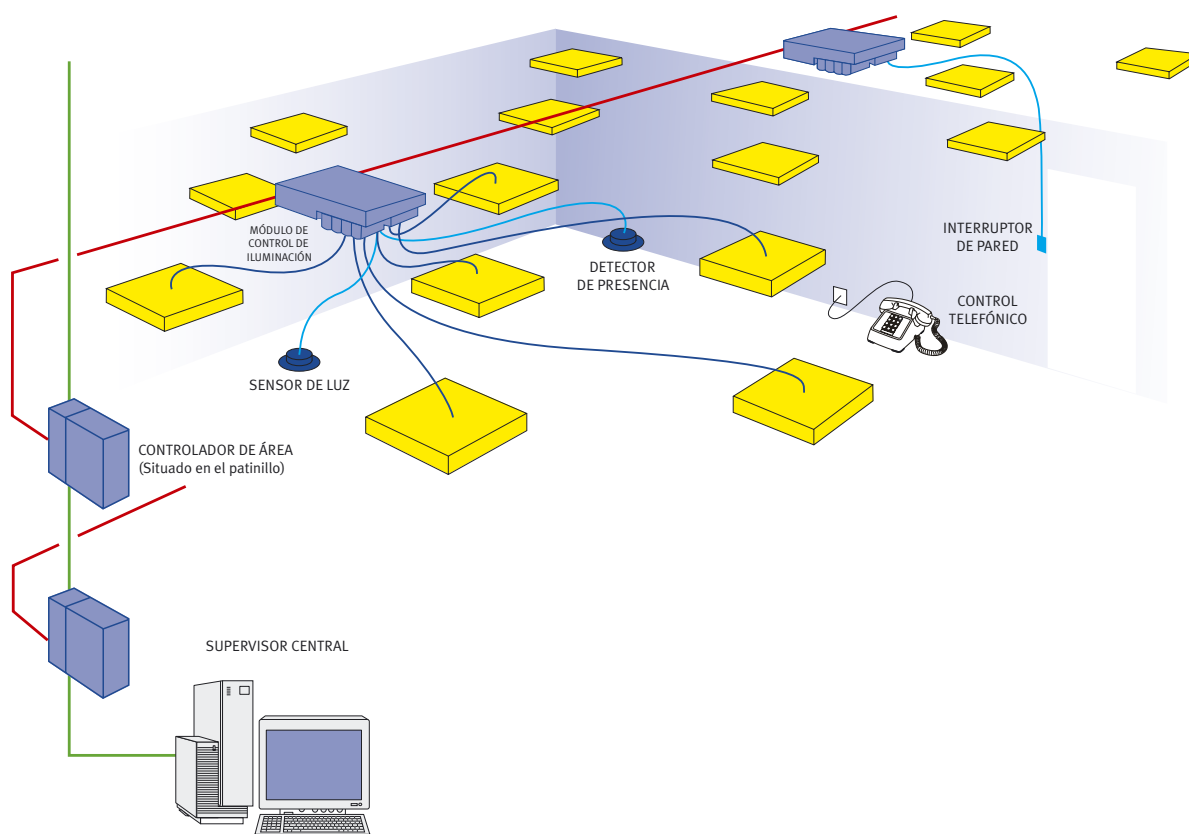 MÓDULO DE
CONTROL DE
ILUMINACIÓN
INTERRUPTOR
DE PARED
DETECTOR
DE PRESENCIA
CONTROL
TELEFÓNICO
SENSOR DE LUZ
CONTROLADOR DE ÁREA
(Situado en el patinillo)
SUPERVISOR CENTRAL